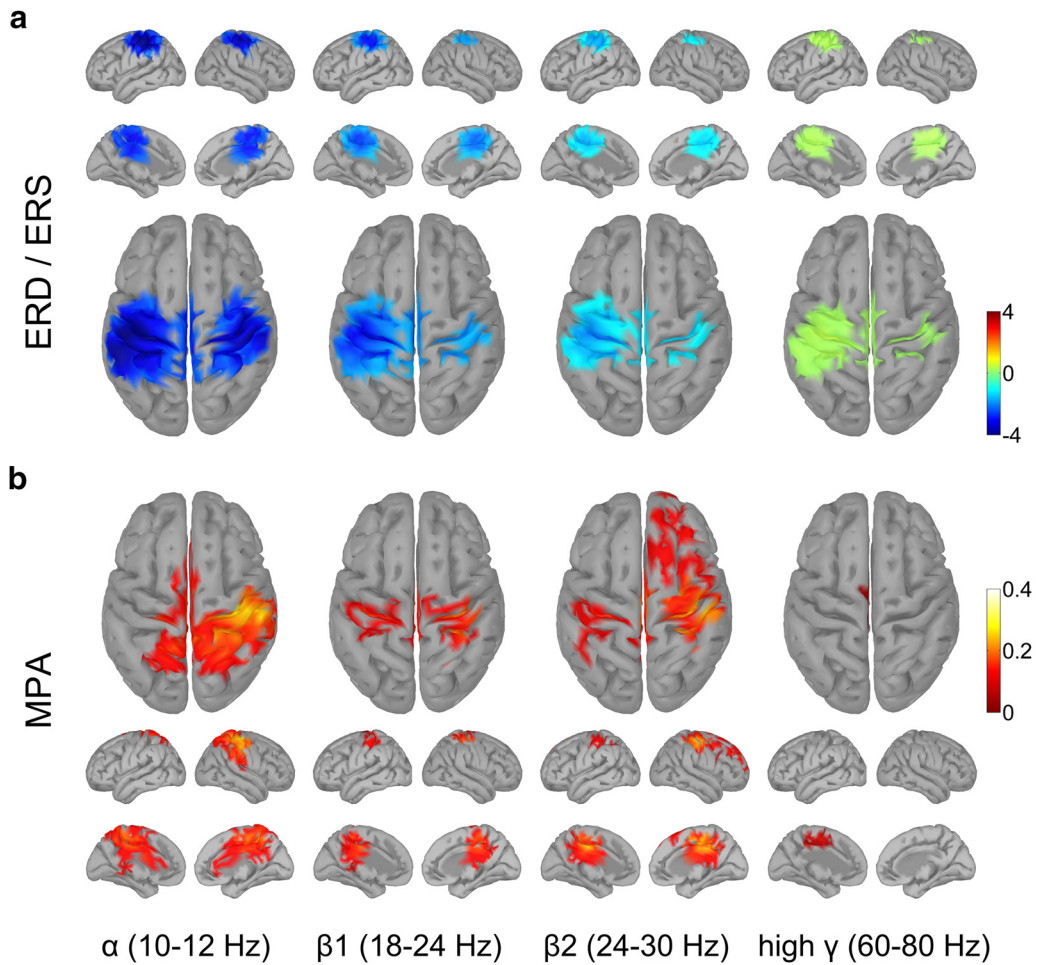 a
ERD / ERS
4
0
-4
b
MPA
0.4
0.2
0
α (10-12 Hz)
β1 (18-24 Hz)
β2 (24-30 Hz)
high γ (60-80 Hz)